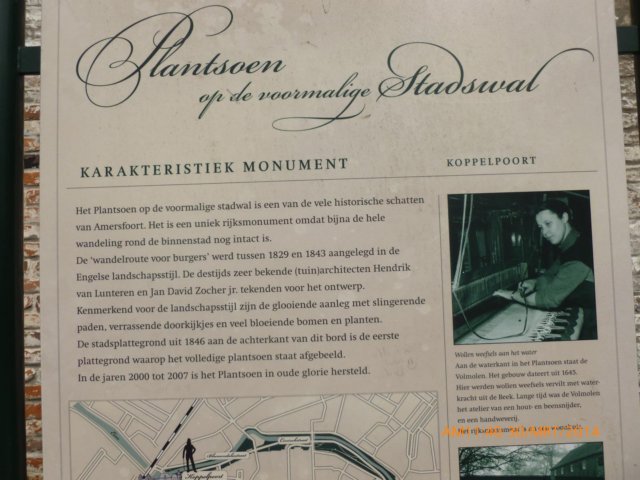 Plantsoen
op de voormalige Stadswal
KARAKTERISTIEK MONUMENT
Het Plantsoen op de voormalige stadwal is een van de vele historische schatten
van Amersfoort. Het is een uniek rijksmonument omdat bijna de hele
wandeling rond de binnenstad nog intact is.
De ‘wandelroute voor burgers’ werd tussen 1829 en 1843 aangelegd in de
Engelse landschapsstijl. De destijds zeer bekende (tuin)architecten Hendrik
van Lunteren en Jan David Zocher jr. tekenden voor het ontwerp.
Kenmerkend voor de landschapsstijl zijn de glooiende aanleg met slingerende
paden, verrassende doorkijkjes en veel bloeiende bomen en planten.
De stadsplattegrond uit 1846 aan de achterkant van dit bord is de eerste
plattegrond waarop het volledige plantsoen staat afgebeeld.
In de jaren 2000 tot 2007 is het Plantsoen in oude glorie hersteld.
Koppelpoort
KOPPELPOORT
Wollen weefsels aan het water
Aan de waterkant in het Plantsoen staat de
Volmolen. Het gebouw dateert uit 1645.
Hier werden wollen weefsels vervilt met water-
kracht uit de Beek. Lange tijd was de Volmolen
het atelier van een hout- en beensnijder,
en een handweverij.